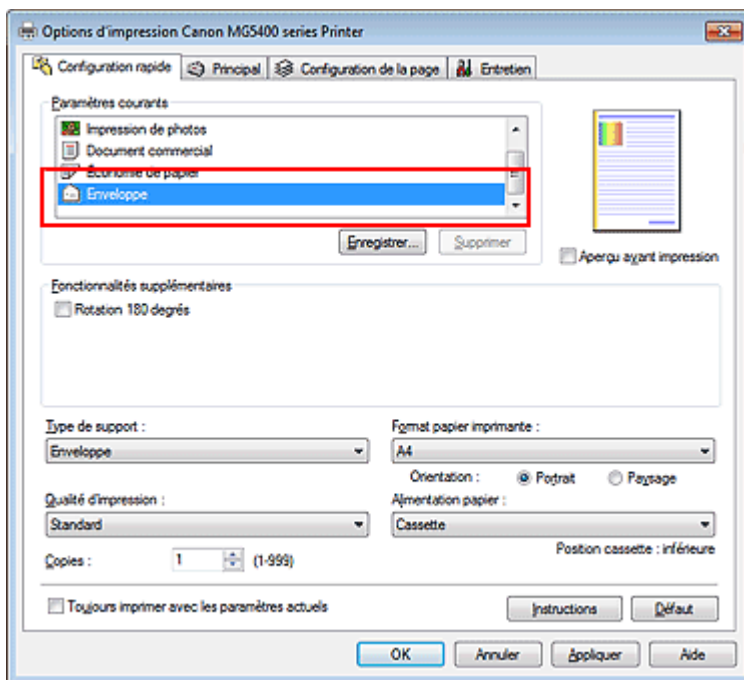 Options d'impression Canon MG5400 series Printer
Configuration rapide Principal Configuration de la page Entretien
Paramètres courants
Impression de photos
Document commercial
Économie de papier
Enveloppe
Enregistrer... Supprimer
Aperçu avant impression
Fonctionnalités supplémentaires
Rotation 180 degrés
Type de support : Format papier imprimante :
Enveloppe A4
Orientation : Portrait Paysage
Qualité d'impression : Alimentation papier :
Standard Cassette
Copies : 1 (1-999) Position cassette : inférieure
Toujours imprimer avec les paramètres actuels Instructions Défaut
OK Annuler Appliquer Aide